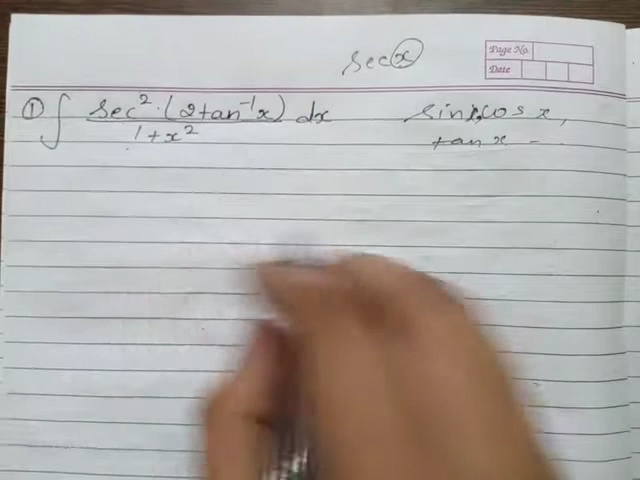 sec x
Page No.
Date
① ∫ sec² · (2tan⁻¹x) / 1+x² dx
sin x, cos x,
tan x - -